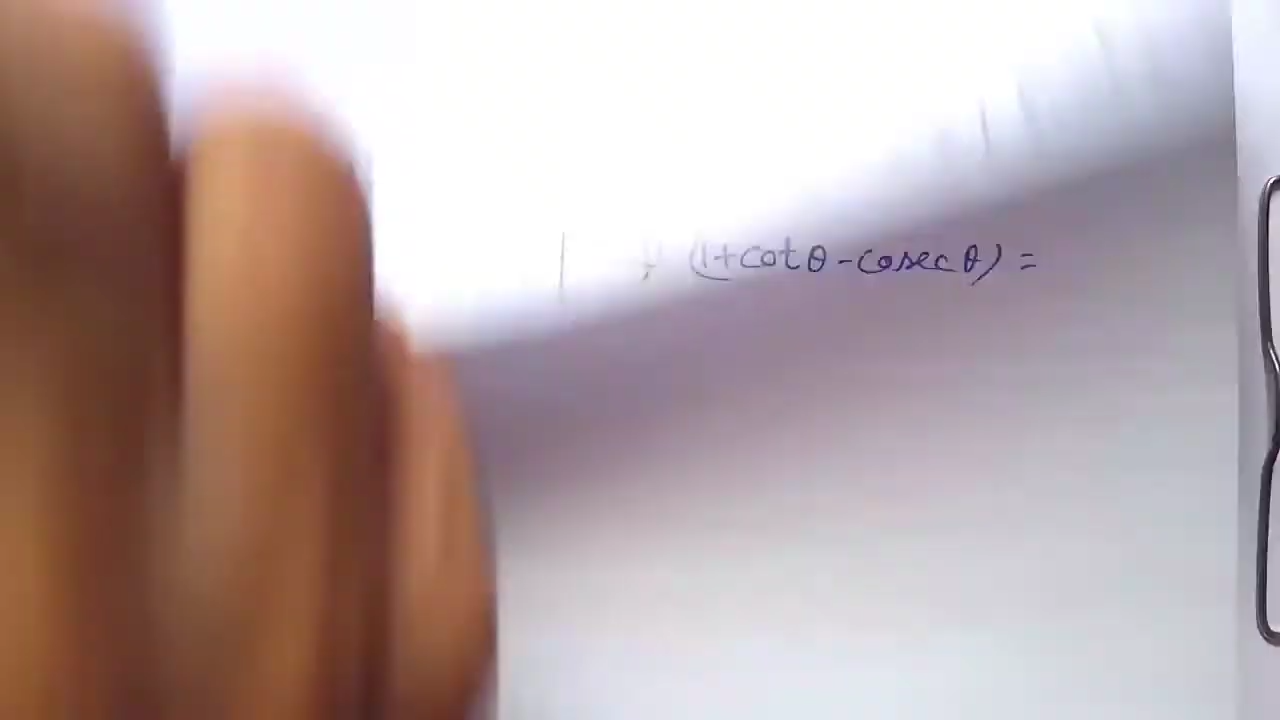 (1+cotθ-cosecθ) =